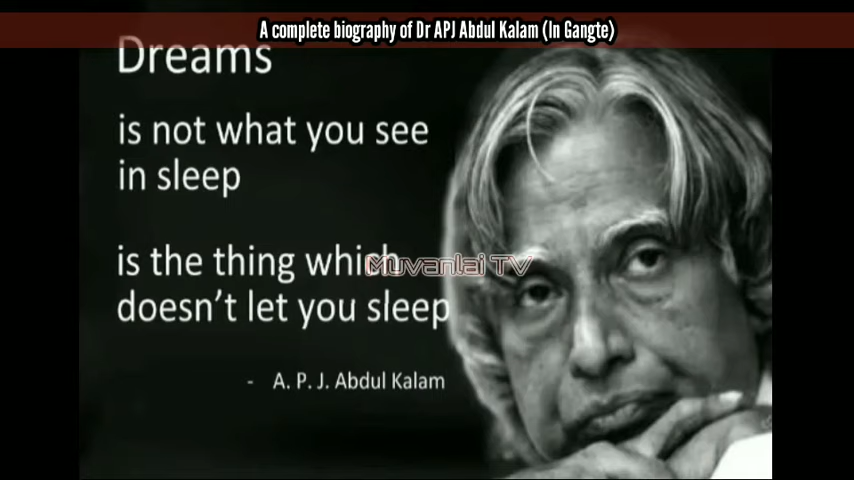 A complete biography of Dr APJ Abdul Kalam (In Gangte)
Dreams
is not what you see
in sleep
is the thing which
doesn't let you sleep
Muvanlai TV
- A. P. J. Abdul Kalam